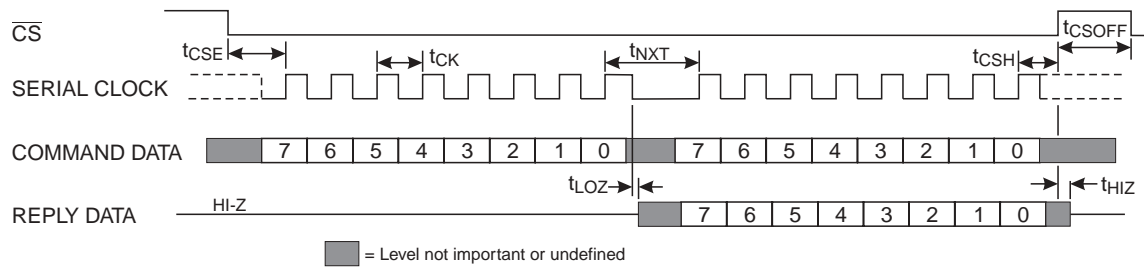 CS
tCSOFF
tCSE
tCK
tNXT
tCSH
SERIAL CLOCK
COMMAND DATA
7 6 5 4 3 2 1 0
7 6 5 4 3 2 1 0
tLOZ
tHIZ
REPLY DATA
HI-Z
7 6 5 4 3 2 1 0
= Level not important or undefined